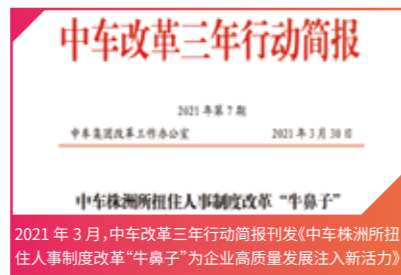 中车改革三年行动简报
2021 年第 7 期
中车集团改革工作办公室 2021 年 3 月 30 日
中车株洲所扭住人事制度改革“牛鼻子”
2021 年 3 月，中车改革三年行动简报刊发《中车株洲所扭
住人事制度改革“牛鼻子”为企业高质量发展注入新活力》